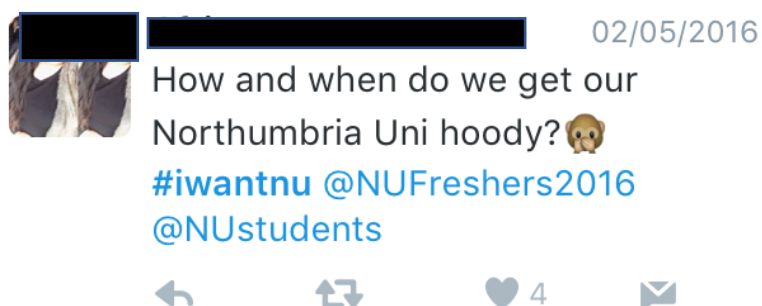 02/05/2016
How and when do we get our
Northumbria Uni hoody?🙊
#iwantnu @NUFreshers2016
@NUstudents
4